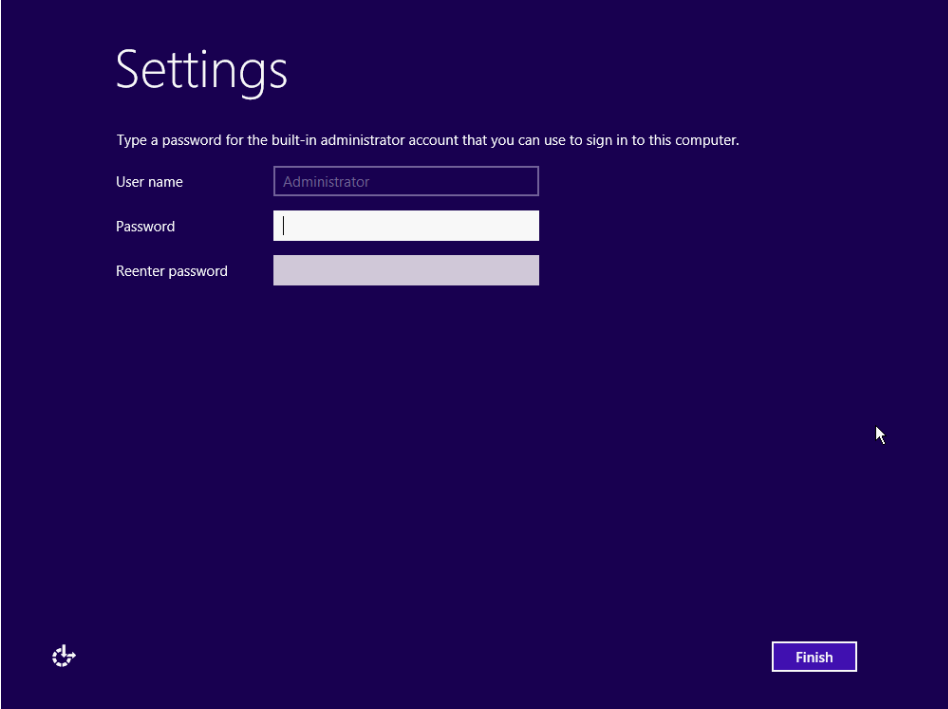 Settings
Type a password for the built-in administrator account that you can use to sign in to this computer.
User name
Administrator
Password
Reenter password
Finish